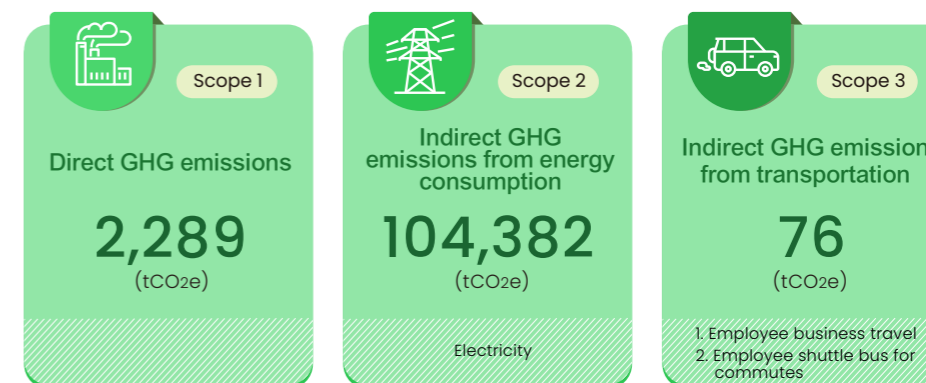 Scope 1
Direct GHG emissions
2,289
(tCO2e)
Scope 2
Indirect GHG
emissions from energy
consumption
104,382
(tCO2e)
Electricity
Scope 3
Indirect GHG emission
from transportation
76
(tCO2e)
1. Employee business travel
2. Employee shuttle bus for
commutes